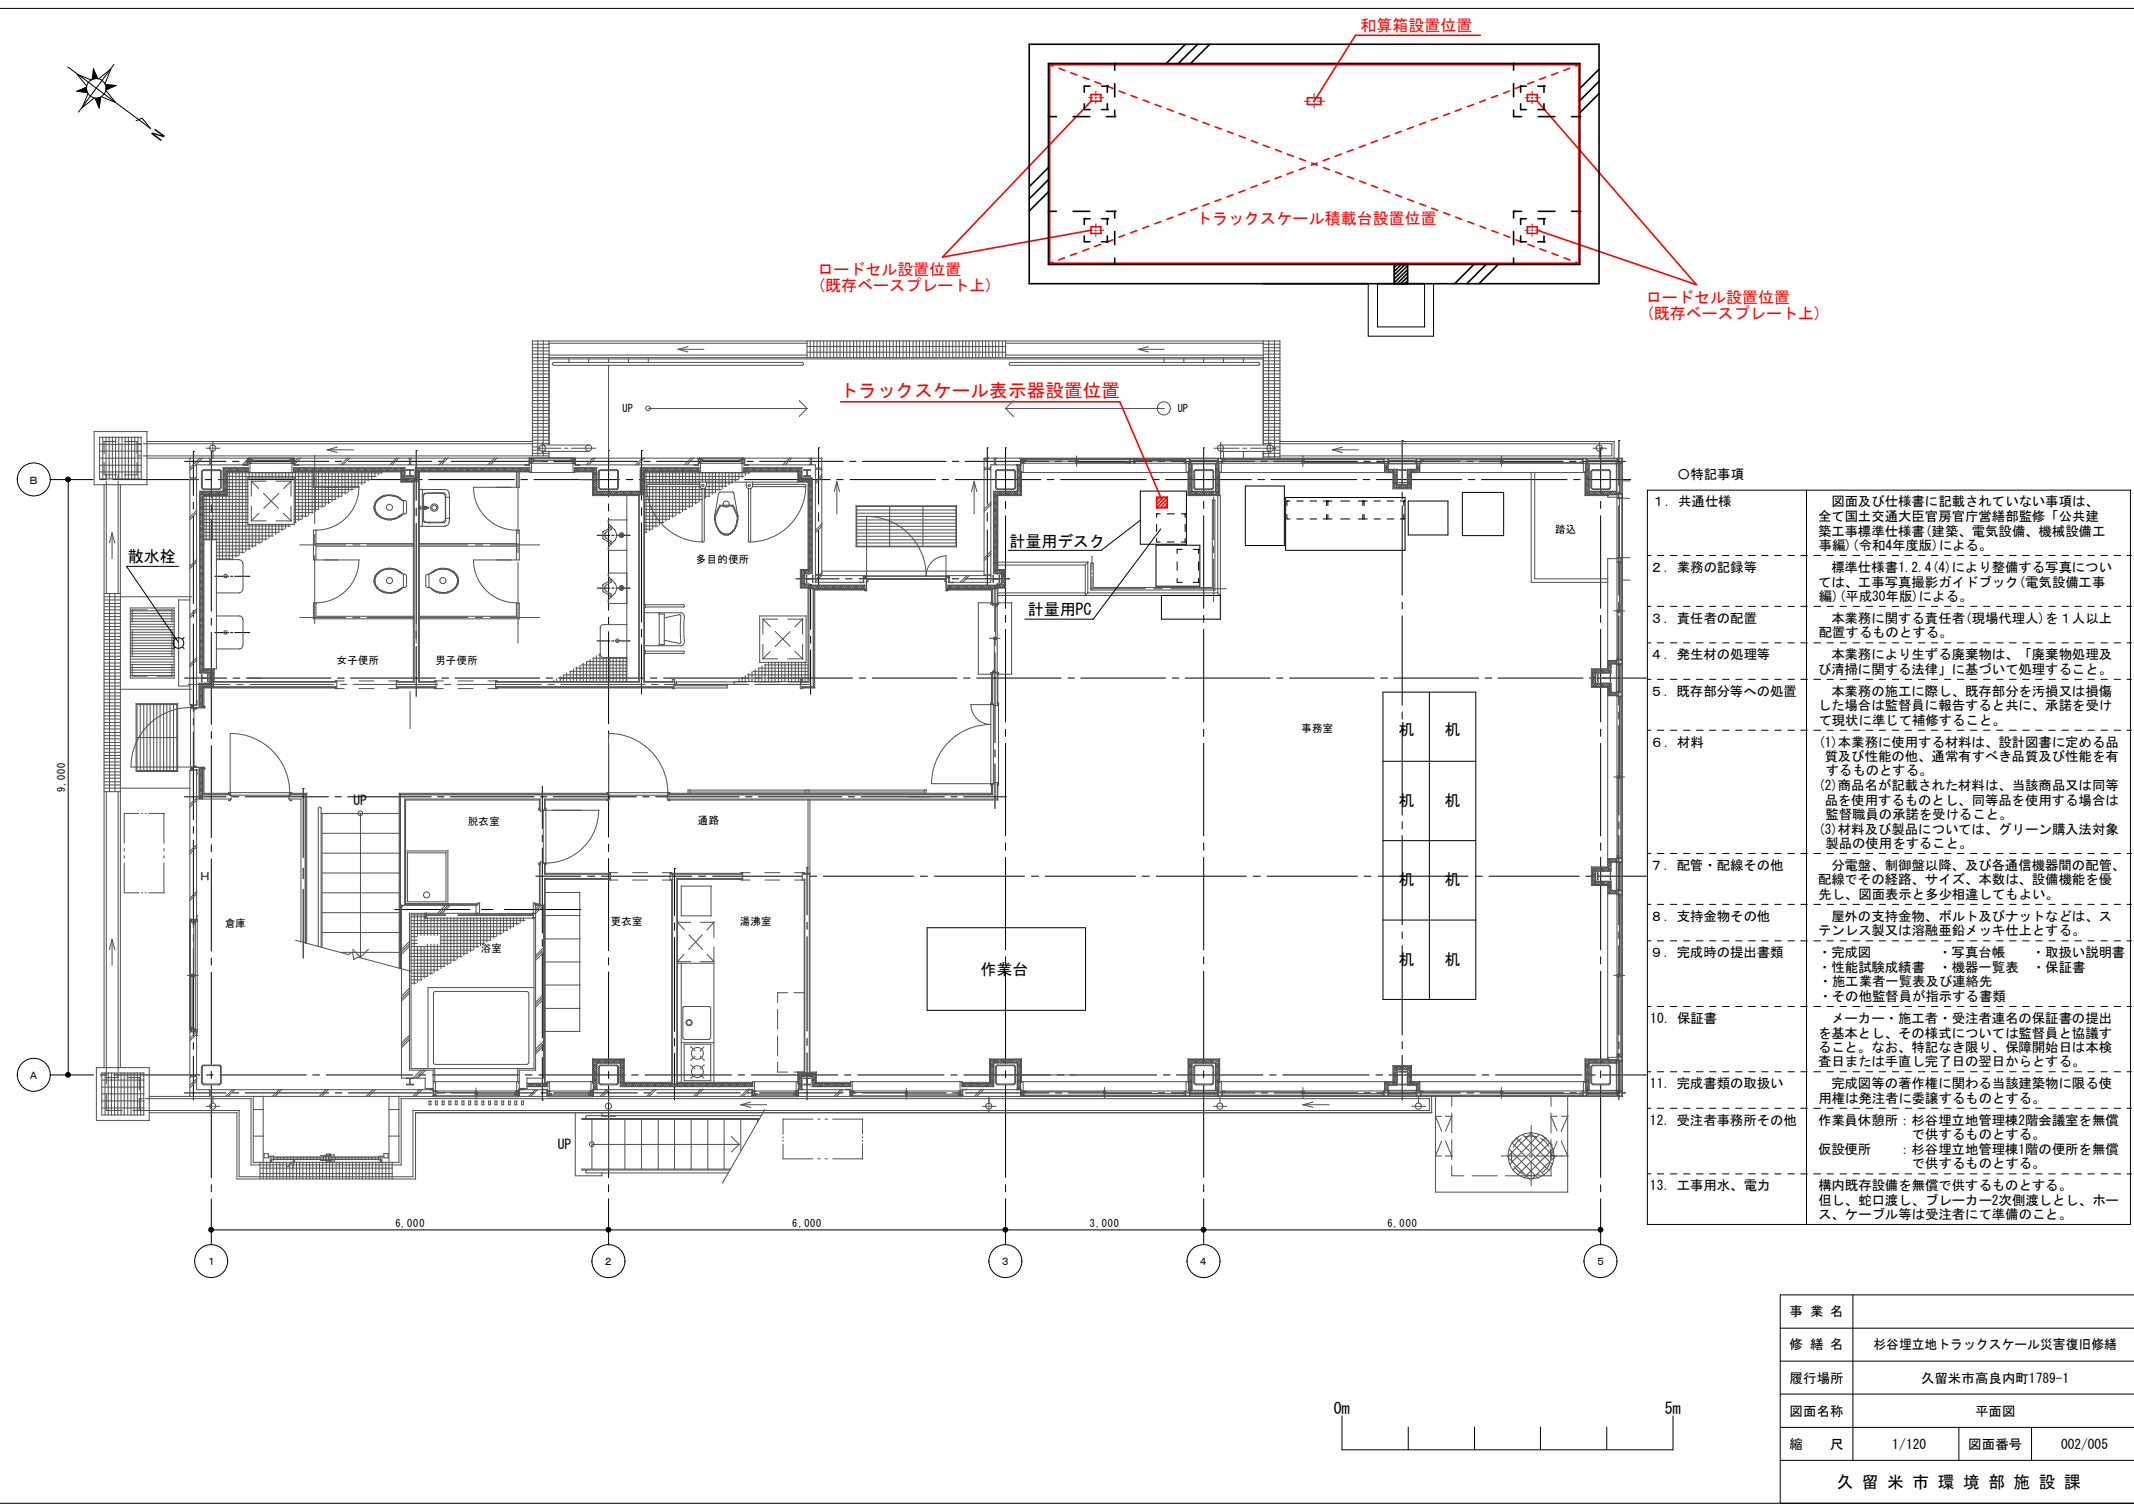 和算箱設置位置
N
トラックスケール積載台設置位置
ロードセル設置位置
(既存ベースプレート上)
ロードセル設置位置
(既存ベースプレート上)
トラックスケール表示器設置位置
UP
UP
B
散水栓
女子便所
男子便所
多目的便所
計量用デスク
計量用PC
踏込
事務室
机 机
机 机
机 机
机 机
9,000
UP
脱衣室
通路
H
倉庫
浴室
更衣室
湯沸室
作業台
A
UP
6,000
6,000
3,000
6,000
1
2
3
4
5
○特記事項
1. 共通仕様
図面及び仕様書に記載されていない事項は、
全て国土交通大臣官房官庁営繕部監修「公共建
築工事標準仕様書(建築、電気設備、機械設備工
事編)(令和4年度版)による。
2. 業務の記録等
標準仕様書1.2.4(4)により整備する写真につい
ては、工事写真撮影ガイドブック(電気設備工事
編)(平成30年版)による。
3. 責任者の配置
本業務に関する責任者(現場代理人)を1人以上
配置するものとする。
4. 発生材の処理等
本業務により生ずる廃棄物は、「廃棄物処理及
び清掃に関する法律」に基づいて処理すること。
5. 既存部分等への処置
本業務の施工に際し、既存部分を汚損又は損傷
した場合は監督員に報告すると共に、承諾を受け
て現状に準じて補修すること。
6. 材料
(1)本業務に使用する材料は、設計図書に定める品
質及び性能の他、通常有すべき品質及び性能を有
するものとする。
(2)商品名が記載された材料は、当該商品又は同等
品を使用するものとし、同等品を使用する場合は
監督職員の承諾を受けること。
(3)材料及び製品については、グリーン購入法対象
製品の使用をすること。
7. 配管・配線その他
分電盤、制御盤以降、及び各通信機器間の配管、
配線でその経路、サイズ、本数は、設備機能を優
先し、図面表示と多少相違してもよい。
8. 支持金物その他
屋外の支持金物、ボルト及びナットなどは、ス
テンレス製又は溶融亜鉛メッキ仕上とする。
9. 完成時の提出書類
・完成図 ・写真台帳 ・取扱い説明書
・性能試験成績書 ・機器一覧表 ・保証書
・施工業者一覧表及び連絡先
・その他監督員が指示する書類
10. 保証書
メーカー・施工者・受注者連名の保証書の提出
を基本とし、その様式については監督員と協議す
ること。なお、特記なき限り、保障開始日は本検
査日または手直し完了日の翌日からとする。
11. 完成書類の取扱い
完成図等の著作権に関わる当該建築物に限る使
用権は発注者に委譲するものとする。
12. 受注者事務所その他
作業員休憩所:杉谷埋立地管理棟2階会議室を無償
で供するものとする。
仮設便所 :杉谷埋立地管理棟1階の便所を無償
で供するものとする。
13. 工事用水、電力
構内既存設備を無償で供するものとする。
但し、蛇口渡し、ブレーカー2次側渡しとし、ホー
ス、ケーブル等は受注者にて準備のこと。
0m 5m
事業名
修繕名 杉谷埋立地トラックスケール災害復旧修繕
履行場所 久留米市高良内町1789-1
図面名称 平面図
縮 尺 1/120 図面番号 002/005
久留米市環境部施設課